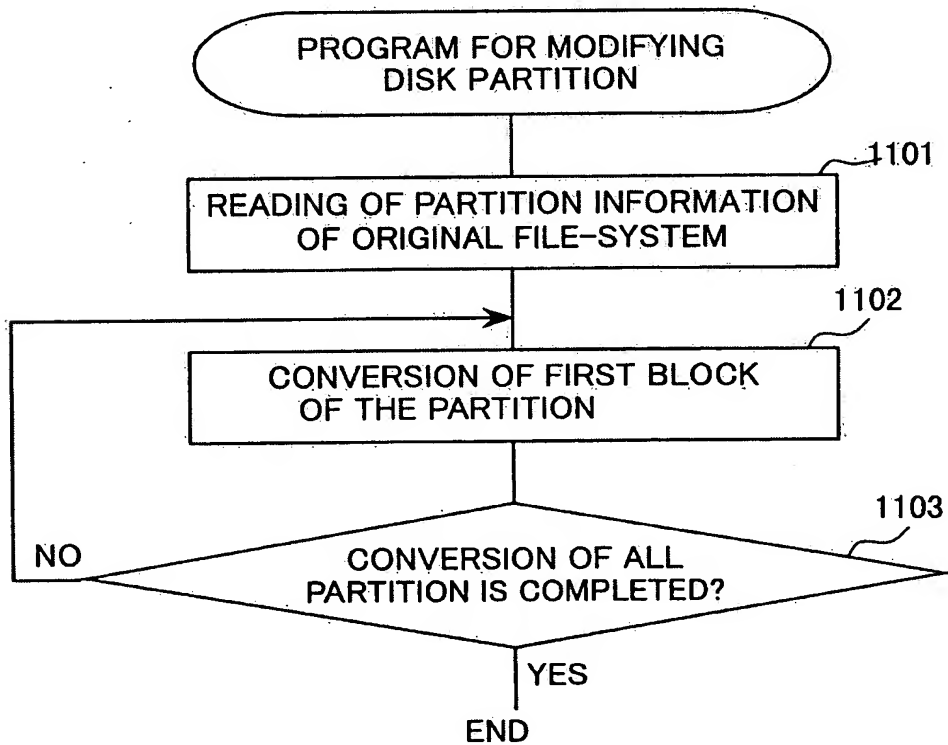 PROGRAM FOR MODIFYING
DISK PARTITION
1101
READING OF PARTITION INFORMATION
OF ORIGINAL FILE-SYSTEM
1102
CONVERSION OF FIRST BLOCK
OF THE PARTITION
1103
NO
CONVERSION OF ALL
PARTITION IS COMPLETED?
YES
END